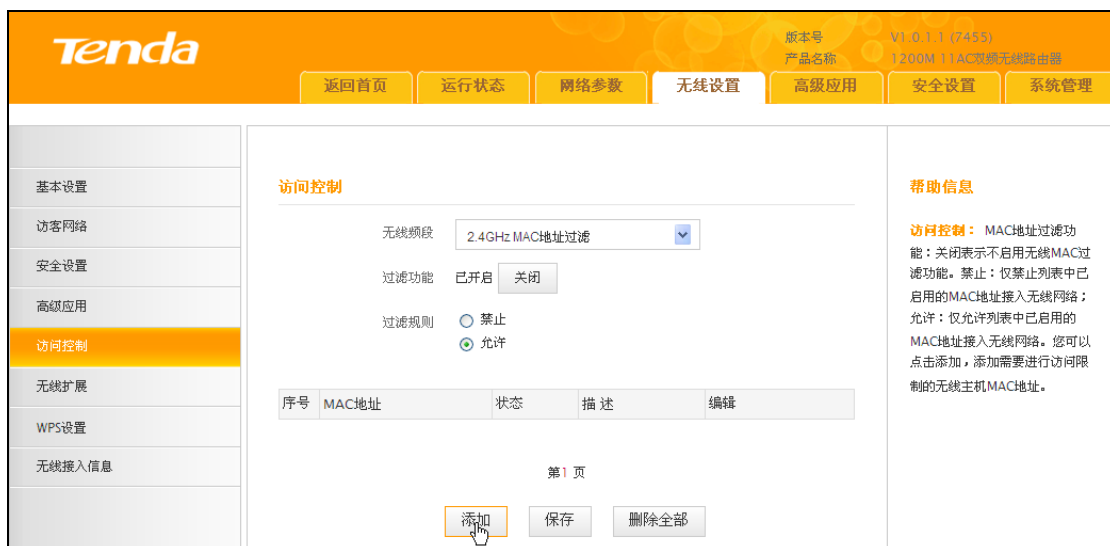 Tenda
版本号 V1.0.1.1 (7455)
产品名称 1200M 11AC双频无线路由器
返回首页 运行状态 网络参数 无线设置 高级应用 安全设置 系统管理
基本设置
访客网络
安全设置
高级应用
访问控制
无线扩展
WPS设置
无线接入信息
访问控制
无线频段 2.4GHz MAC地址过滤
过滤功能 已开启 关闭
过滤规则 禁止
允许
序号 MAC地址 状态 描述 编辑
第1 页
添加 保存 删除全部
帮助信息
访问控制： MAC地址过滤功
能：关闭表示不启用无线MAC过
滤功能。禁止：仅禁止列表中已
启用的MAC地址接入无线网络；
允许：仅允许列表中已启用的
MAC地址接入无线网络。您可以
点击添加，添加需要进行访问限
制的无线主机MAC地址。